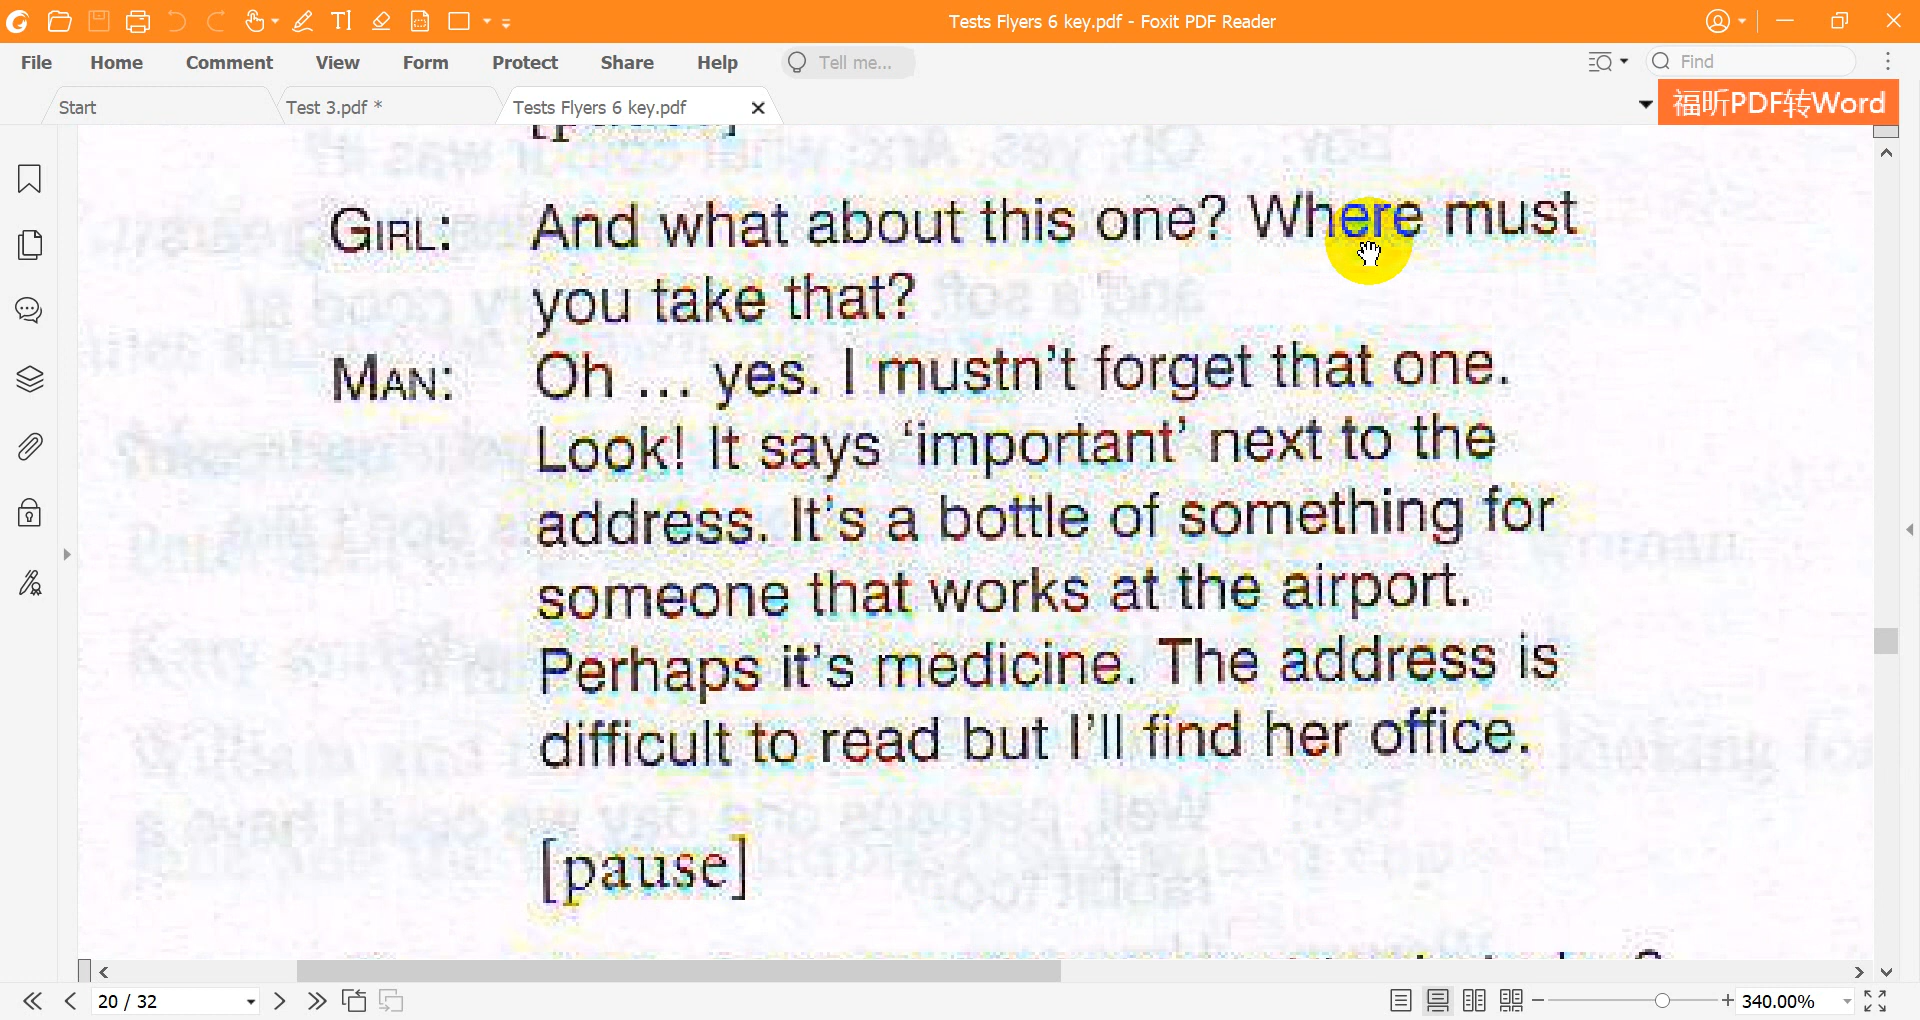 Tests Flyers 6 key.pdf - Foxit PDF Reader
File Home Comment View Form Protect Share Help Tell me... Find
Start Test 3.pdf * Tests Flyers 6 key.pdf 福昕PDF转Word
GIRL: And what about this one? Where must
you take that?
MAN: Oh ... yes. I mustn't forget that one.
Look! It says 'important' next to the
address. It's a bottle of something for
someone that works at the airport.
Perhaps it's medicine. The address is
difficult to read but I'll find her office.
[pause]
20 / 32 340.00%